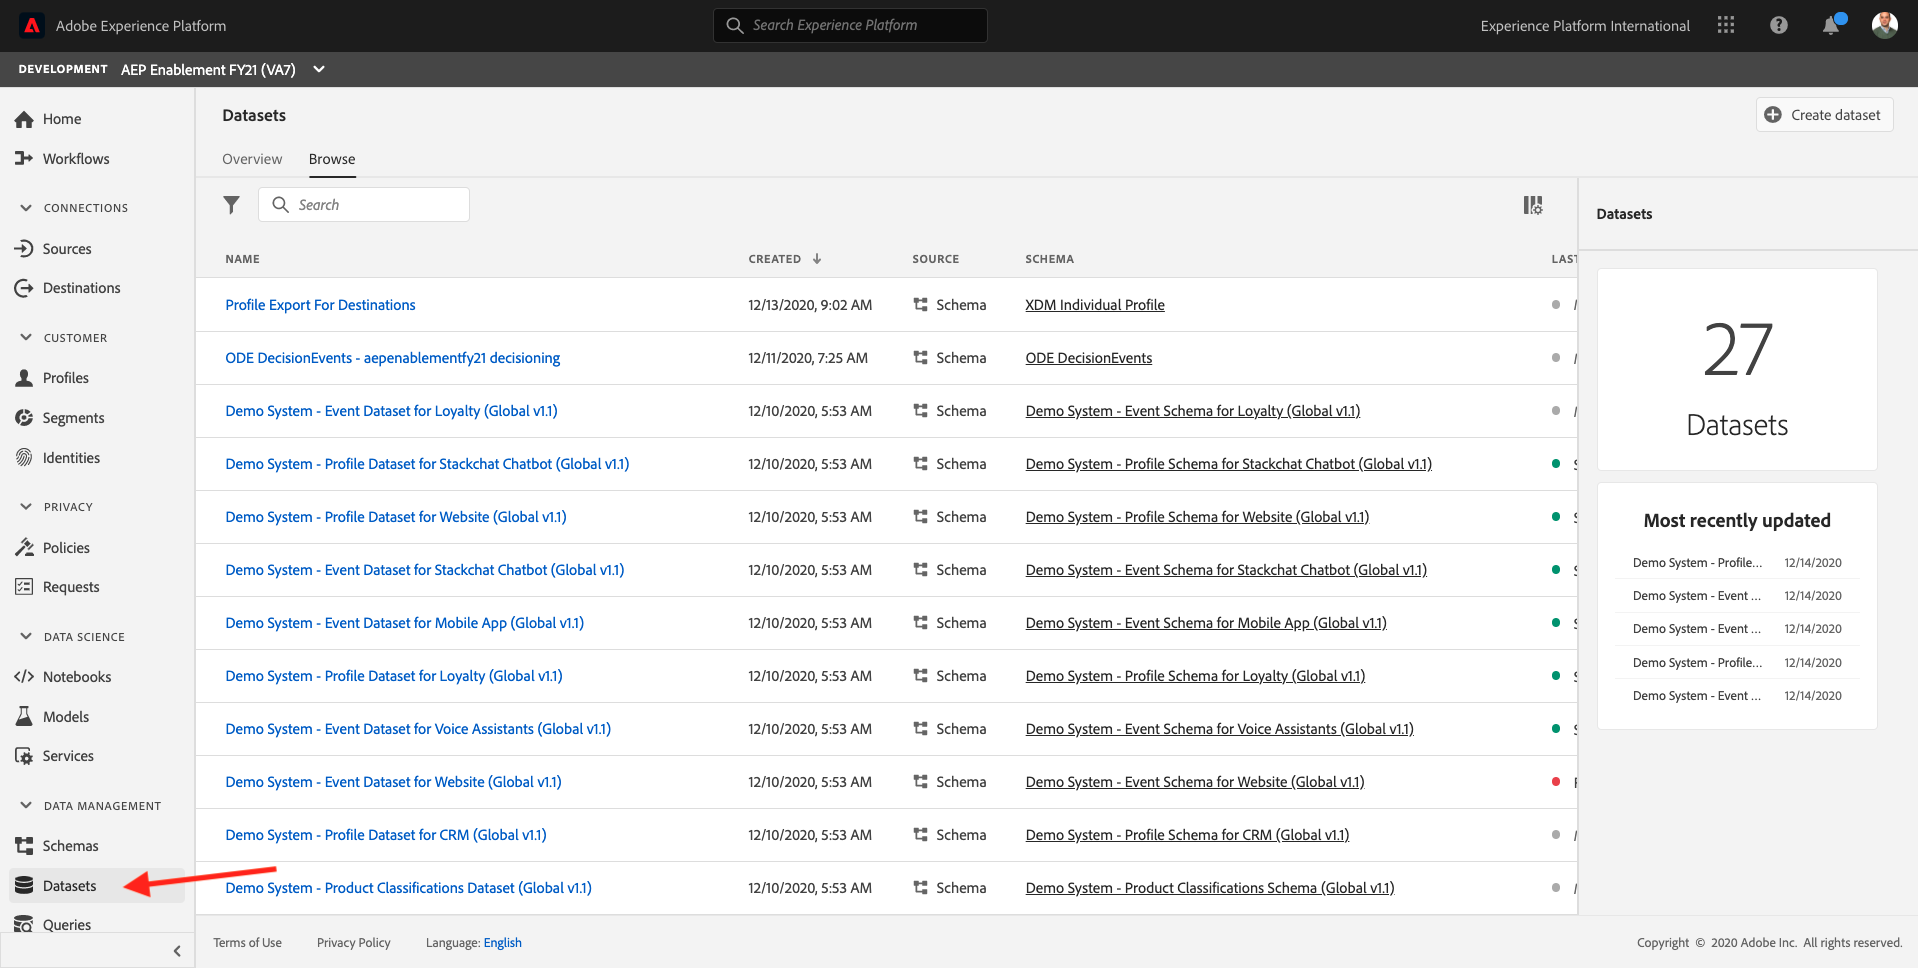 Adobe Experience Platform
Search Experience Platform
Experience Platform International
DEVELOPMENT AEP Enablement FY21 (VA7)
Home
Workflows
CONNECTIONS
Sources
Destinations
CUSTOMER
Profiles
Segments
Identities
PRIVACY
Policies
Requests
DATA SCIENCE
Notebooks
Models
Services
DATA MANAGEMENT
Schemas
Datasets
Queries
Datasets
Create dataset
Overview Browse
Search
NAME CREATED SOURCE SCHEMA LAST
Profile Export For Destinations 12/13/2020, 9:02 AM Schema XDM Individual Profile
ODE DecisionEvents - aepenablementfy21 decisioning 12/11/2020, 7:25 AM Schema ODE DecisionEvents
Demo System - Event Dataset for Loyalty (Global v1.1) 12/10/2020, 5:53 AM Schema Demo System - Event Schema for Loyalty (Global v1.1)
Demo System - Profile Dataset for Stackchat Chatbot (Global v1.1) 12/10/2020, 5:53 AM Schema Demo System - Profile Schema for Stackchat Chatbot (Global v1.1)
Demo System - Profile Dataset for Website (Global v1.1) 12/10/2020, 5:53 AM Schema Demo System - Profile Schema for Website (Global v1.1)
Demo System - Event Dataset for Stackchat Chatbot (Global v1.1) 12/10/2020, 5:53 AM Schema Demo System - Event Schema for Stackchat Chatbot (Global v1.1)
Demo System - Event Dataset for Mobile App (Global v1.1) 12/10/2020, 5:53 AM Schema Demo System - Event Schema for Mobile App (Global v1.1)
Demo System - Profile Dataset for Loyalty (Global v1.1) 12/10/2020, 5:53 AM Schema Demo System - Profile Schema for Loyalty (Global v1.1)
Demo System - Event Dataset for Voice Assistants (Global v1.1) 12/10/2020, 5:53 AM Schema Demo System - Event Schema for Voice Assistants (Global v1.1)
Demo System - Event Dataset for Website (Global v1.1) 12/10/2020, 5:53 AM Schema Demo System - Event Schema for Website (Global v1.1)
Demo System - Profile Dataset for CRM (Global v1.1) 12/10/2020, 5:53 AM Schema Demo System - Profile Schema for CRM (Global v1.1)
Demo System - Product Classifications Dataset (Global v1.1) 12/10/2020, 5:53 AM Schema Demo System - Product Classifications Schema (Global v1.1)
Datasets
27
Datasets
Most recently updated
Demo System - Profile... 12/14/2020
Demo System - Event ... 12/14/2020
Demo System - Event ... 12/14/2020
Demo System - Profile... 12/14/2020
Demo System - Event ... 12/14/2020
Terms of Use Privacy Policy Language: English
Copyright © 2020 Adobe Inc. All rights reserved.